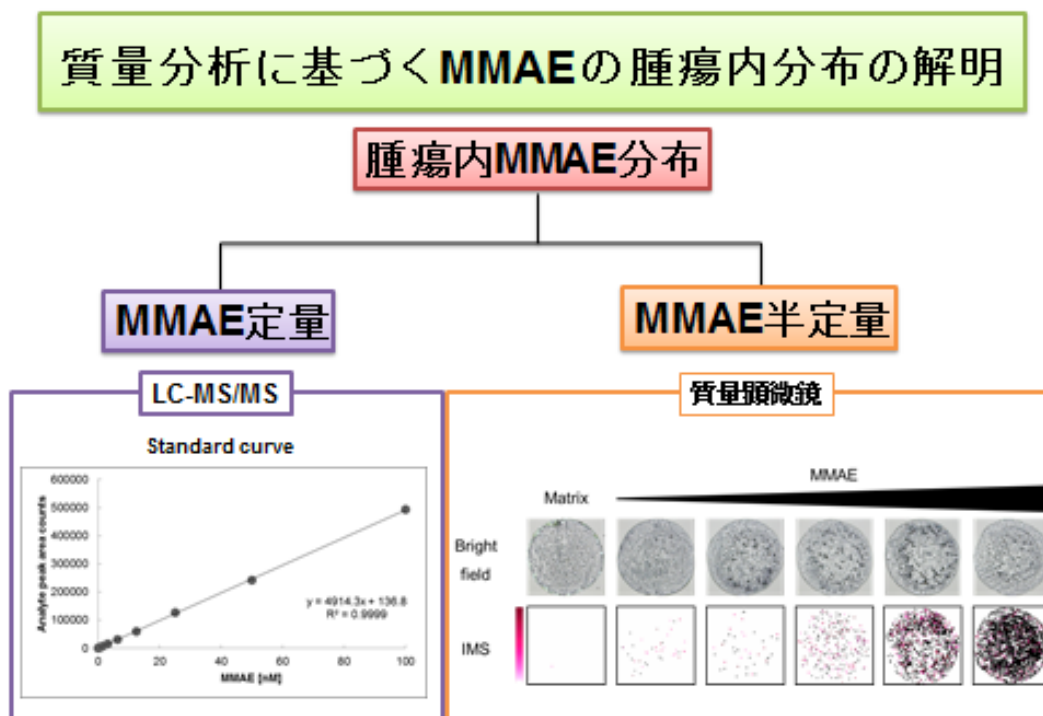 質量分析に基づくMMAEの腫瘍内分布の解明
腫瘍内MMAE分布
MMAE定量
MMAE半定量
LC-MS/MS
Standard curve
Analyte peak area counts
600000
500000
400000
300000
200000
100000
0
y = 4914.3x + 136.8
R² = 0.9999
0
20
40
60
80
100
MMAE [nM]
質量顕微鏡
MMAE
Matrix
Bright
field
IMS